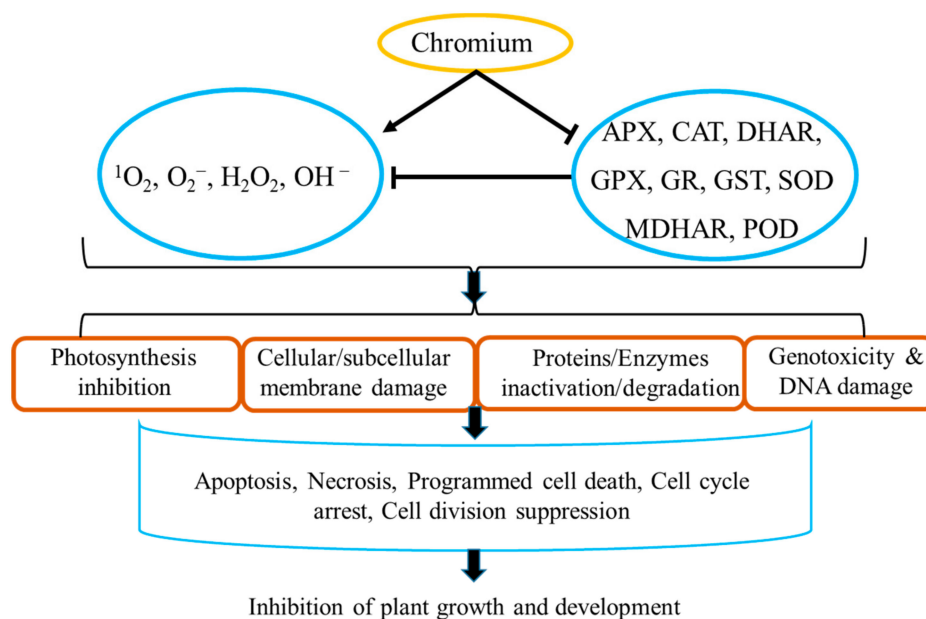 Chromium
¹O₂, O₂⁻, H₂O₂, OH⁻
APX, CAT, DHAR,
GPX, GR, GST, SOD
MDHAR, POD
Photosynthesis
inhibition
Cellular/subcellular
membrane damage
Proteins/Enzymes
inactivation/degradation
Genotoxicity &
DNA damage
Apoptosis, Necrosis, Programmed cell death, Cell cycle
arrest, Cell division suppression
Inhibition of plant growth and development